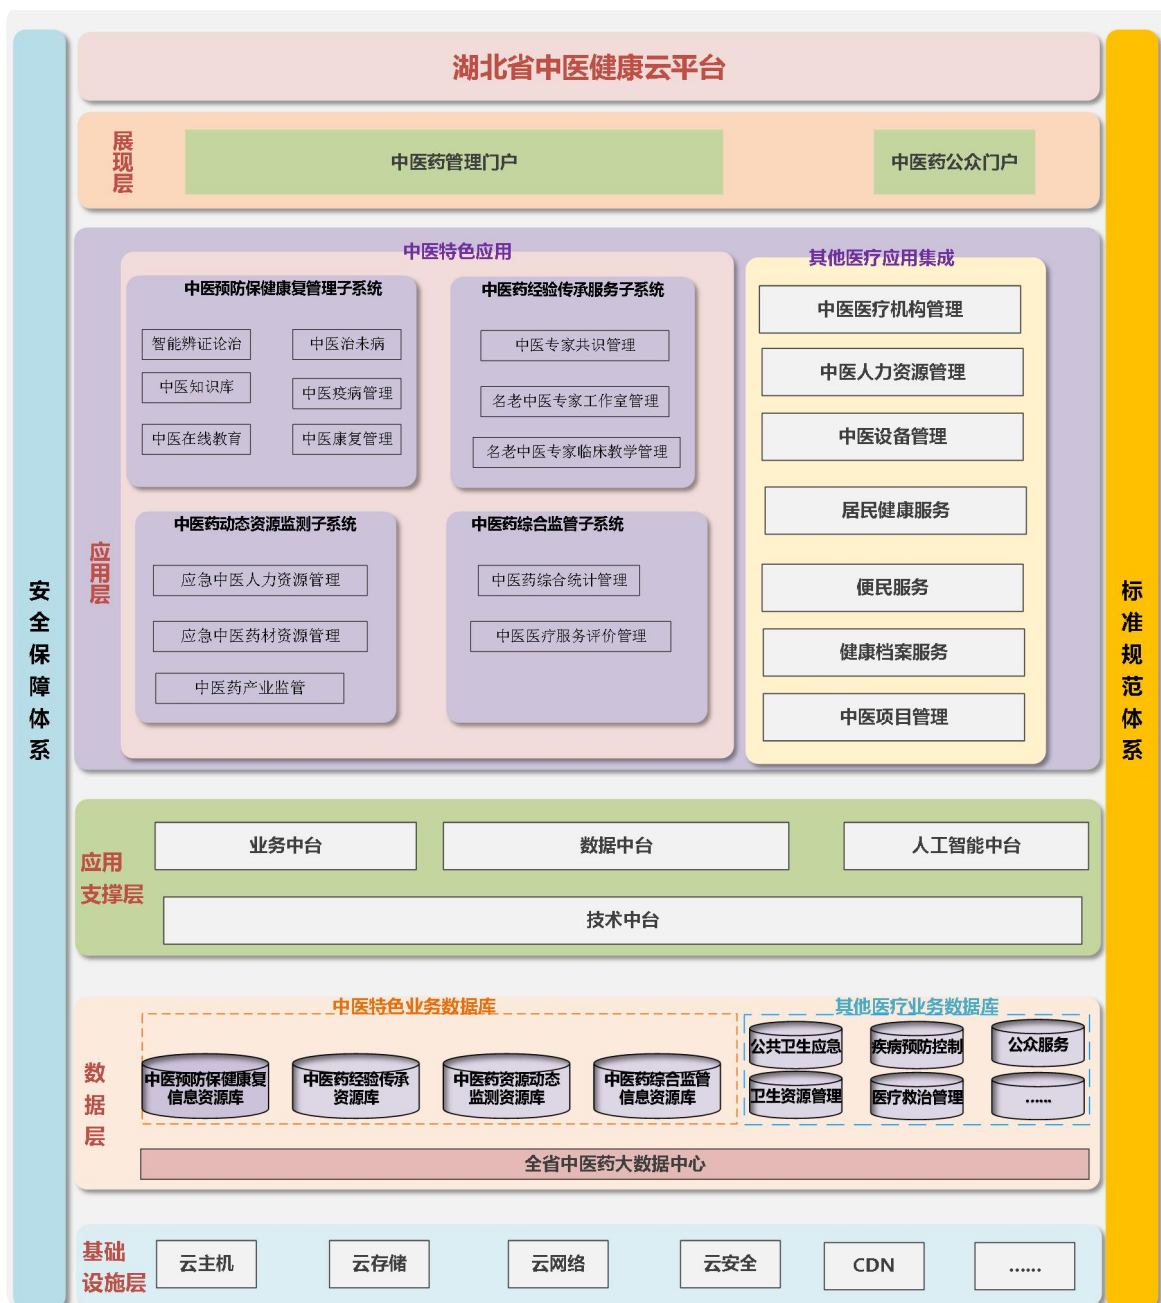 湖北省中医健康云平台
展现层
中医药管理门户
中医药公众门户
应用层
中医特色应用
中医预防保健康复管理子系统
智能辨证论治
中医治未病
中医知识库
中医疫病管理
中医在线教育
中医康复管理
中医药经验传承服务子系统
中医专家共识管理
名老中医专家工作室管理
名老中医专家临床教学管理
中医药动态资源监测子系统
应急中医人力资源管理
应急中医药材资源管理
中医药产业监管
中医药综合监管子系统
中医药综合统计管理
中医医疗服务评价管理
其他医疗应用集成
中医医疗机构管理
中医人力资源管理
中医设备管理
居民健康服务
便民服务
健康档案服务
中医项目管理
安全保障体系
标准规范体系
应用
支撑层
业务中台
数据中台
人工智能中台
技术中台
数据层
中医特色业务数据库
中医预防保健康复
信息资源库
中医药经验传承
资源库
中医药资源动态
监测资源库
中医药综合监管
信息资源库
其他医疗业务数据库
公共卫生应急
疾病预防控制
公众服务
卫生资源管理
医疗救治管理
......
全省中医药大数据中心
基础
设施层
云主机
云存储
云网络
云安全
CDN
......